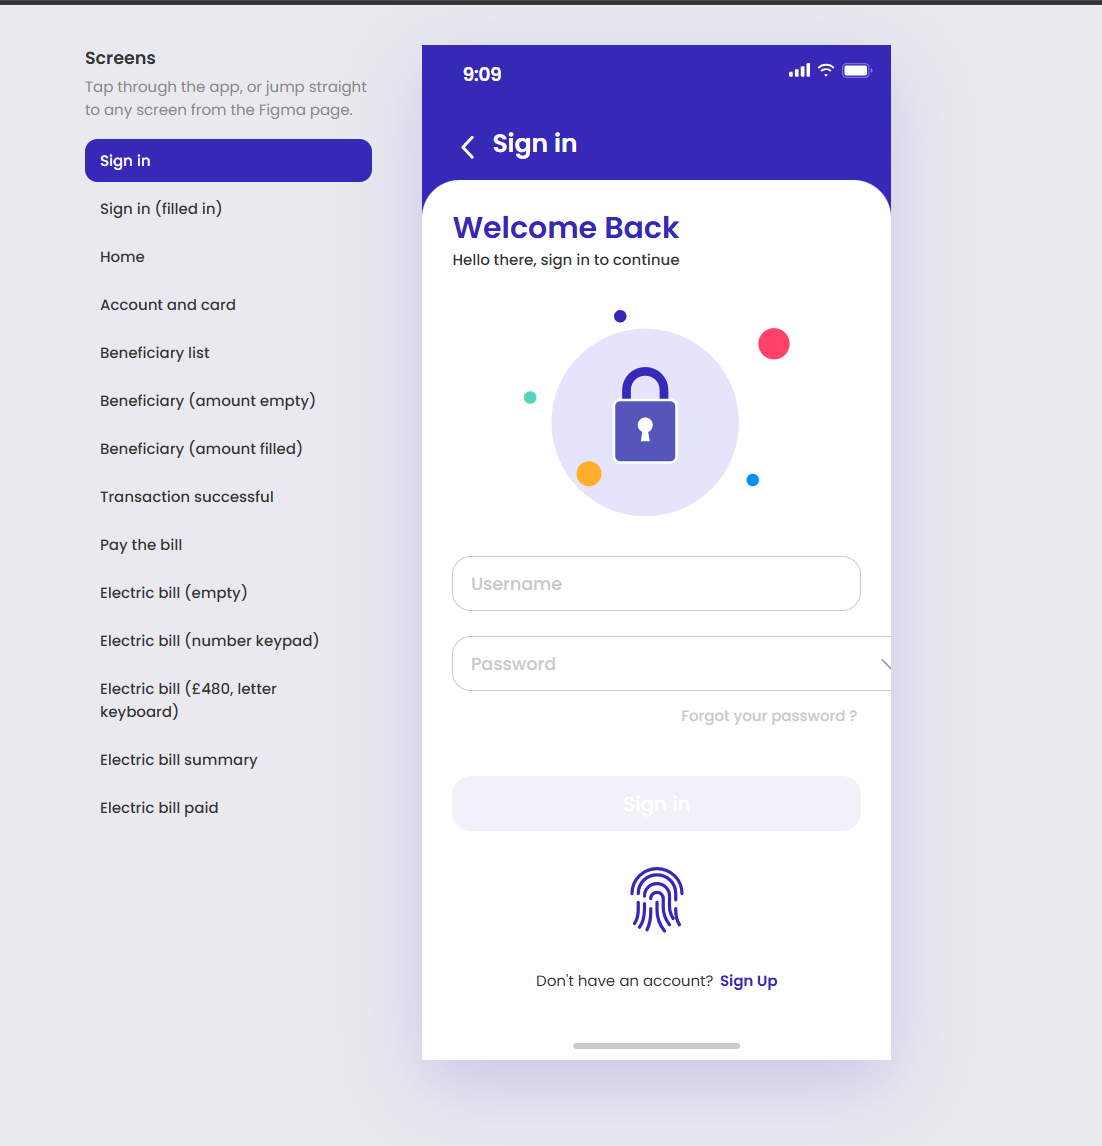 Screens
Tap through the app, or jump straight
to any screen from the Figma page.
Sign in
Sign in (filled in)
Home
Account and card
Beneficiary list
Beneficiary (amount empty)
Beneficiary (amount filled)
Transaction successful
Pay the bill
Electric bill (empty)
Electric bill (number keypad)
Electric bill (£480, letter
keyboard)
Electric bill summary
Electric bill paid
9:09
Sign in
Welcome Back
Hello there, sign in to continue
Username
Password
Forgot your password ?
Sign in
Don't have an account? Sign Up